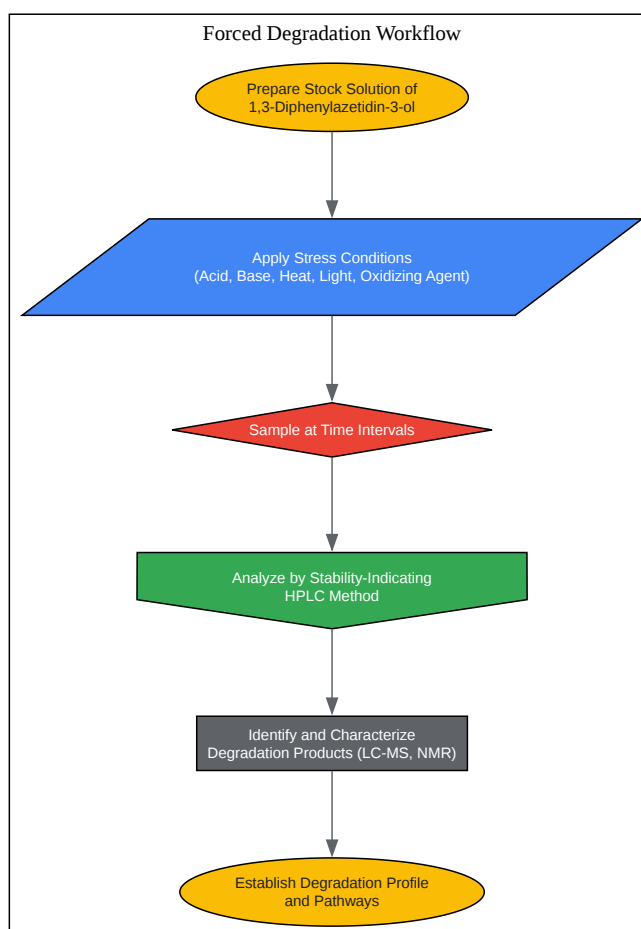 Forced Degradation Workflow
Prepare Stock Solution of
1,3-Diphenylazetidin-3-ol
Apply Stress Conditions
(Acid, Base, Heat, Light, Oxidizing Agent)
Sample at Time Intervals
Analyze by Stability-Indicating
HPLC Method
Identify and Characterize
Degradation Products (LC-MS, NMR)
Establish Degradation Profile
and Pathways